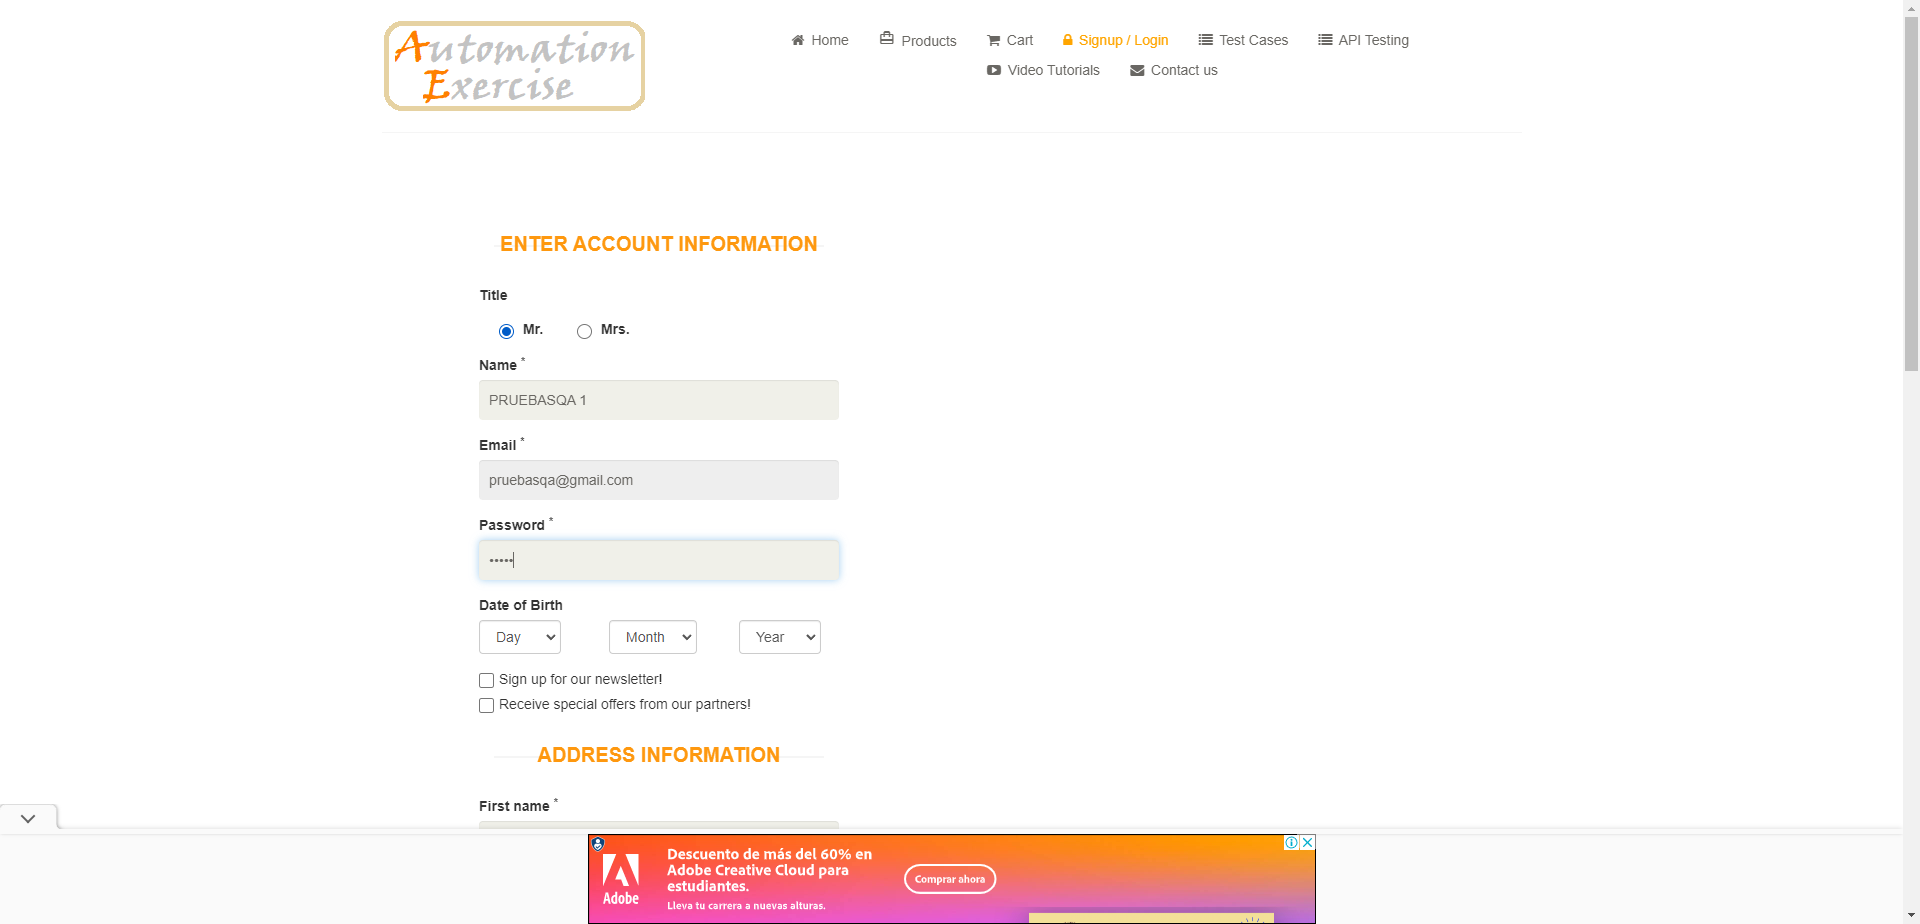 Automation
Exercise
Home
Products
Cart
Signup / Login
Test Cases
API Testing
Video Tutorials
Contact us
ENTER ACCOUNT INFORMATION
Title
Mr.
Mrs.
Name *
PRUEBASQA 1
Email *
pruebasqa@gmail.com
Password *
•••••
Date of Birth
Day
Month
Year
Sign up for our newsletter!
Receive special offers from our partners!
ADDRESS INFORMATION
First name *
Adobe
Descuento de más del 60% en
Adobe Creative Cloud para
estudiantes.
Lleva tu carrera a nuevas alturas.
Comprar ahora